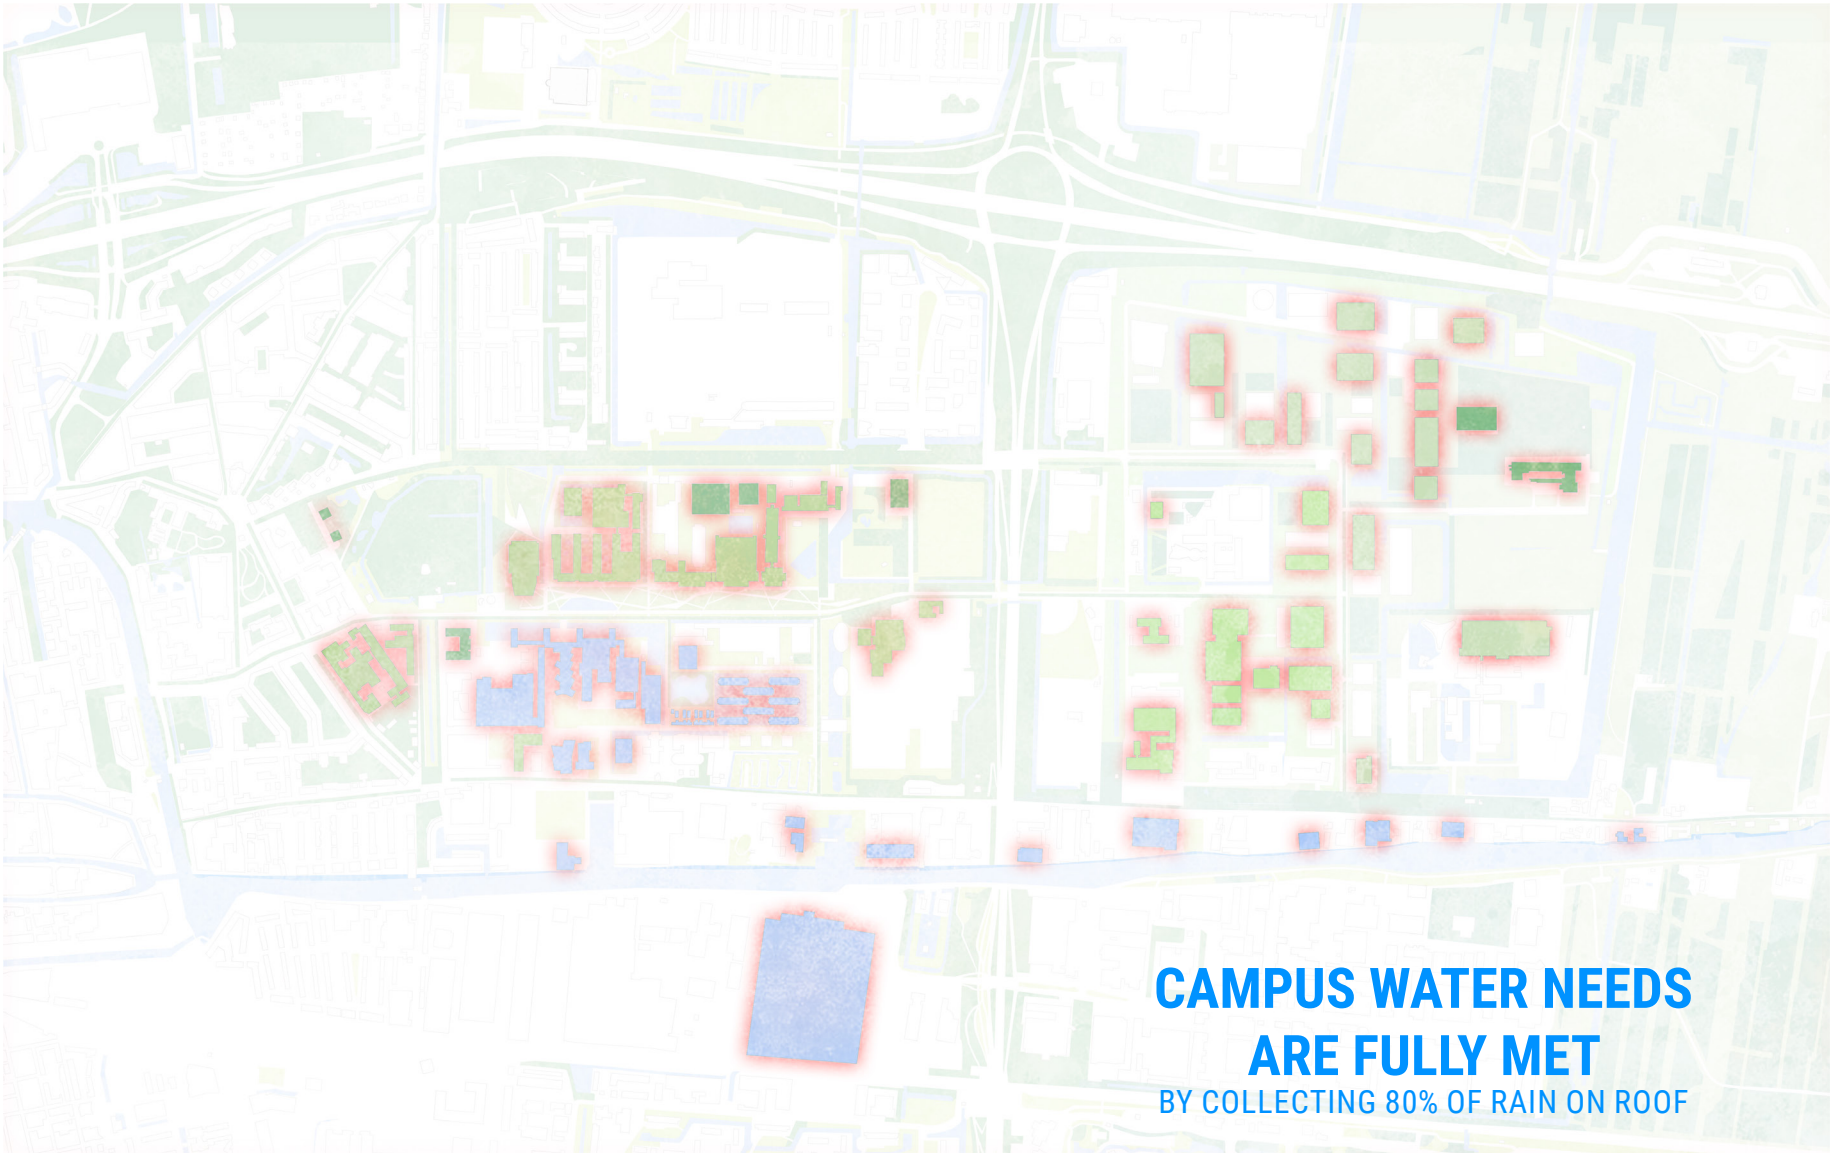 CAMPUS WATER NEEDS
ARE FULLY MET
BY COLLECTING 80% OF RAIN ON ROOF